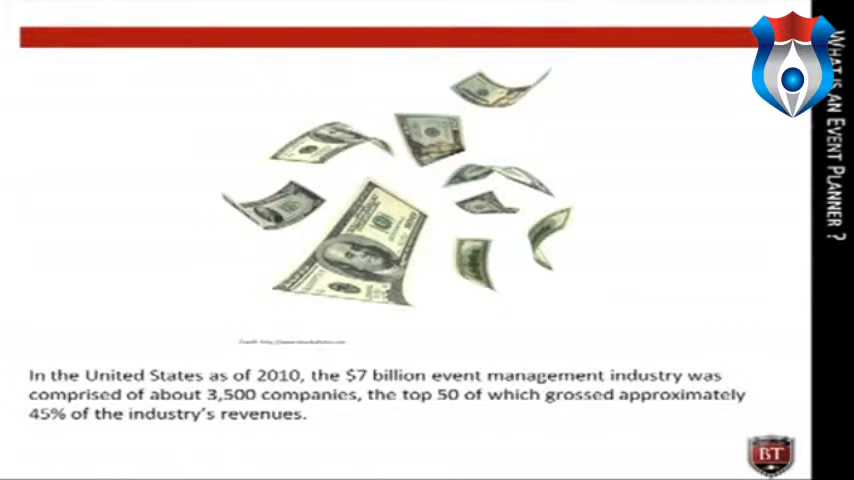 WHAT IS AN EVENT PLANNER ?
In the United States as of 2010, the $7 billion event management industry was
comprised of about 3,500 companies, the top 50 of which grossed approximately
45% of the industry's revenues.
BT